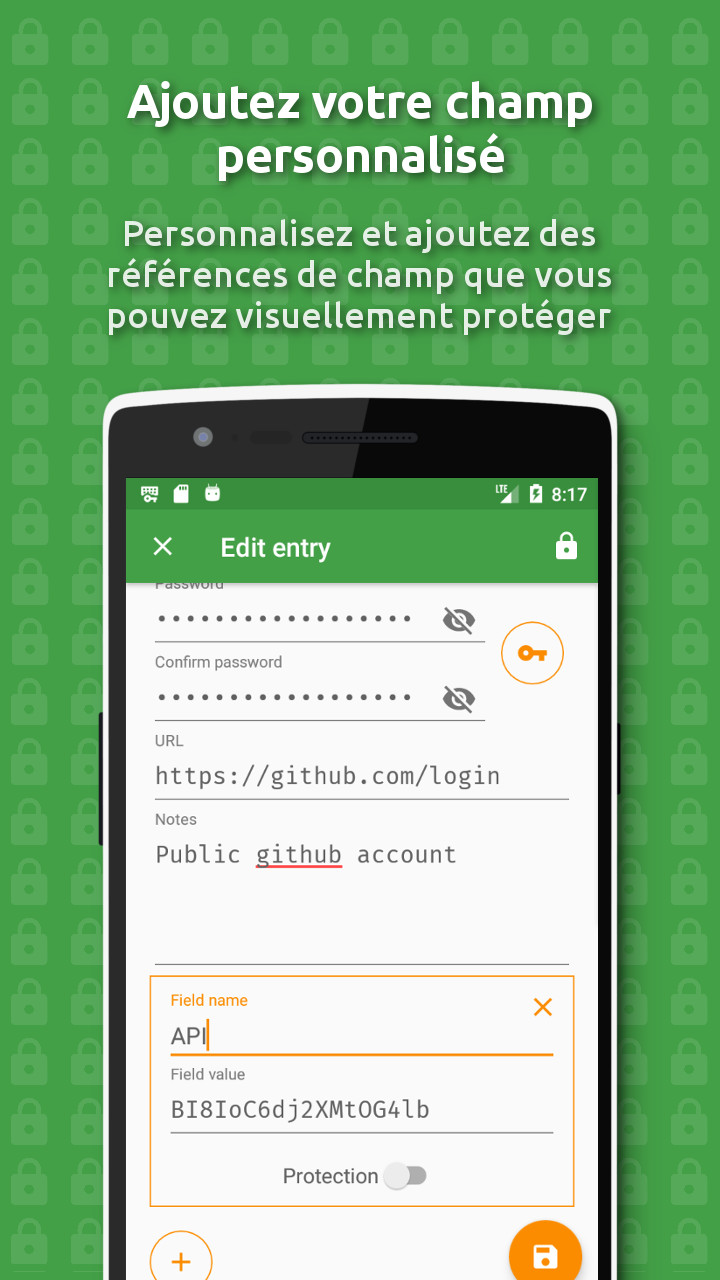 Ajoutez votre champ
personnalisé
Personnalisez et ajoutez des
références de champ que vous
pouvez visuellement protéger
LTE 8:17
Edit entry
Password
Confirm password
URL
https://github.com/login
Notes
Public github account
Field name
API
Field value
BI8IoC6dj2XMtOG4lb
Protection